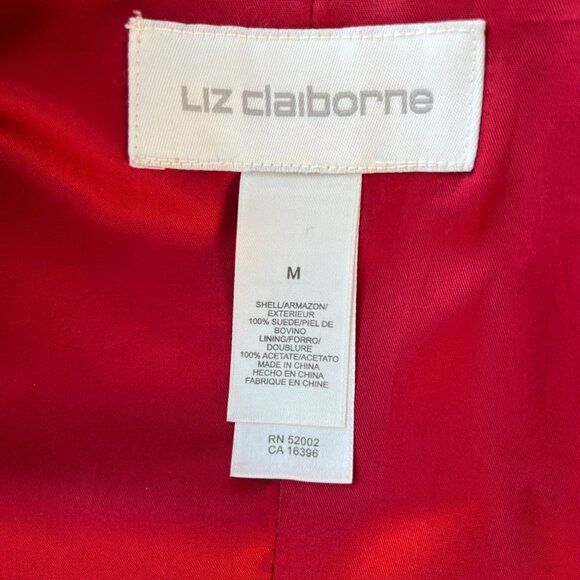 Liz claiborne
M
SHELL/ARMAZON/
EXTERIEUR
100% SUEDE/PIEL DE
BOVINO
LINING/FORRO/
DOUBLURE
100% ACETATE/ACETATO
MADE IN CHINA
HECHO EN CHINA
FABRIQUE EN CHINE
RN 52002
CA 16396